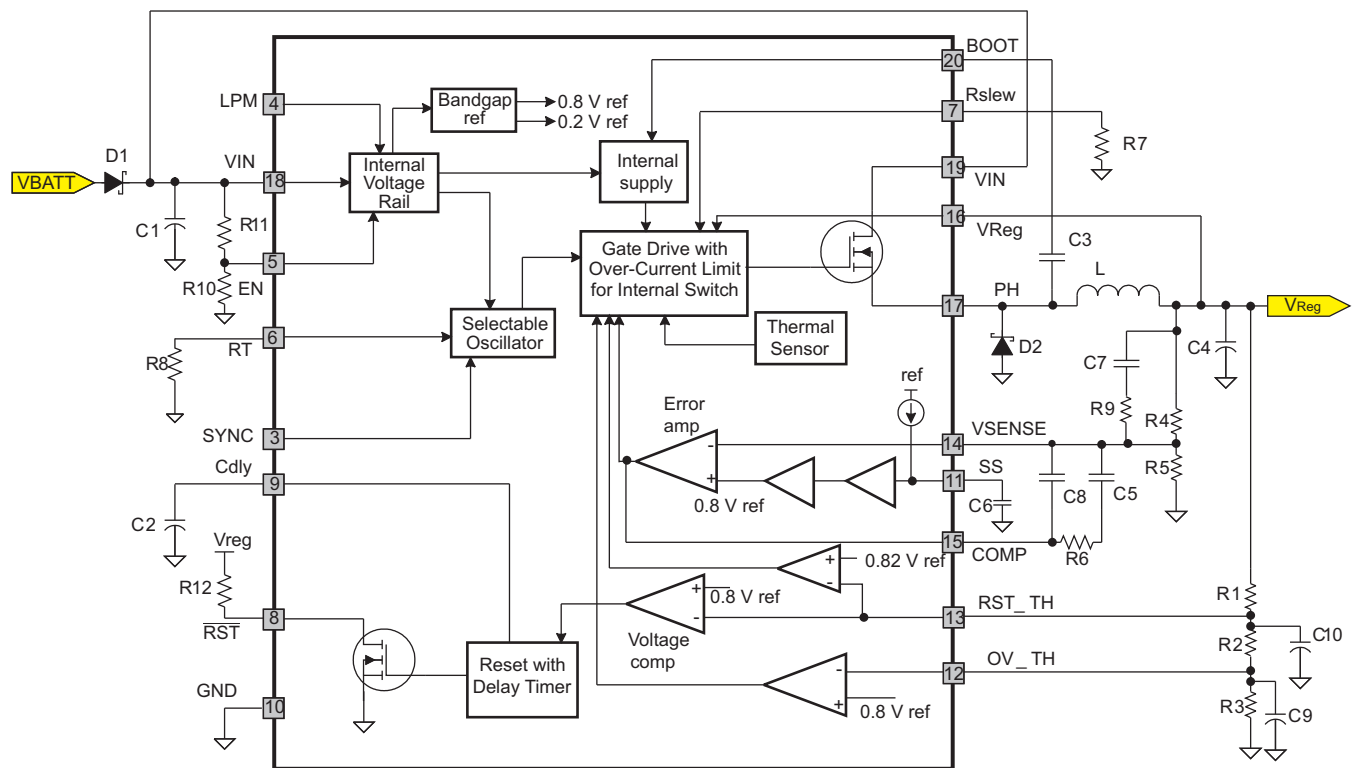 BOOT
20
LPM
4
Bandgap
ref
0.8 V ref
0.2 V ref
Rslew
7
R7
D1
VBATT
VIN
18
Internal
Voltage
Rail
Internal
supply
19
VIN
C1
R11
16
VReg
5
R10
EN
Gate Drive with
Over-Current Limit
for Internal Switch
C3
L
17
PH
VReg
6
RT
R8
Selectable
Oscillator
Thermal
Sensor
D2
C7
C4
ref
R9
R4
Error
amp
SYNC
3
14
VSENSE
-
+
0.8 V ref
11
SS
R5
Cdly
9
C6
C8
C5
C2
Vreg
15
COMP
R6
R12
+
-
0.82 V ref
R1
RST
8
+
-
0.8 V ref
Voltage
comp
13
RST_TH
R2
C10
Reset with
Delay Timer
12
OV_TH
-
+
0.8 V ref
GND
10
R3
C9